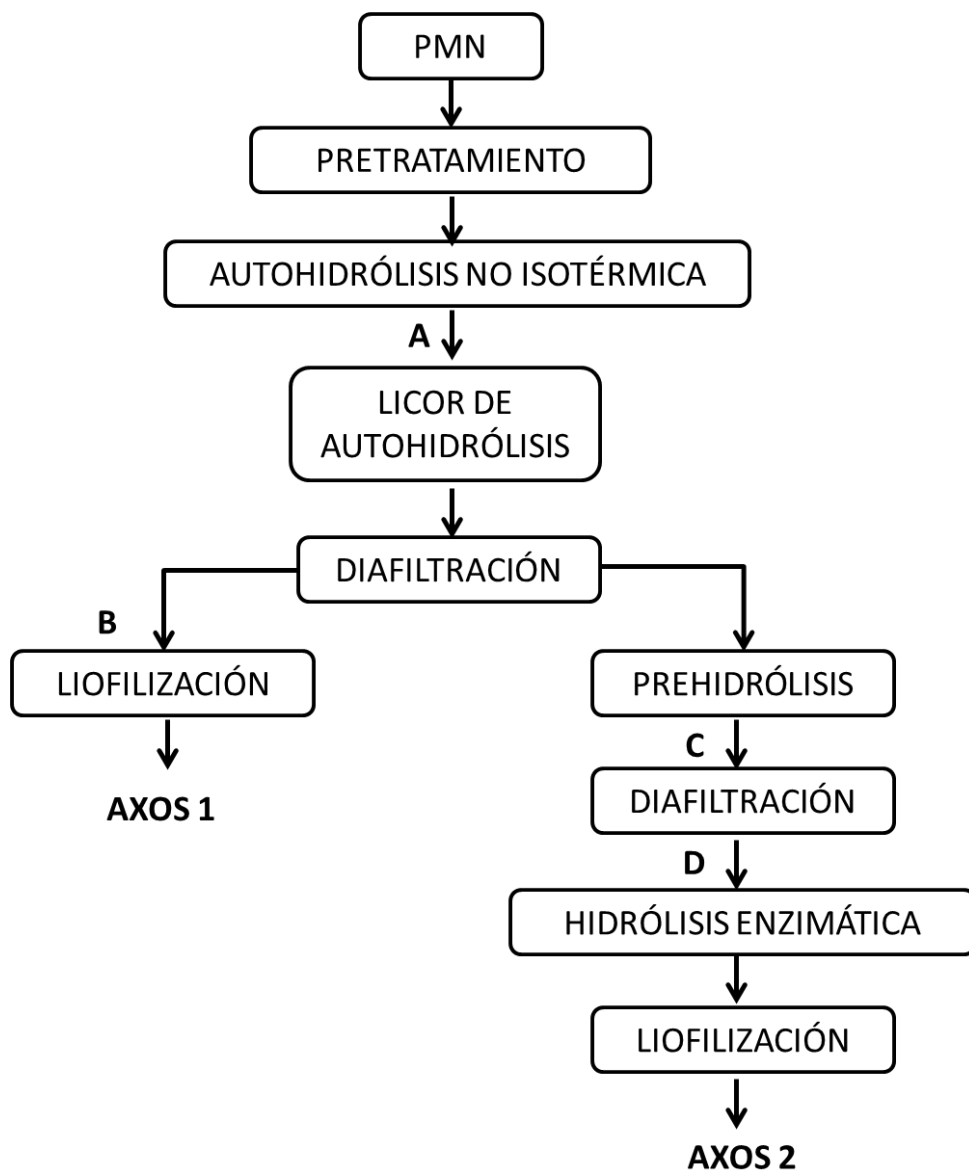 PMN
PRETRATAMIENTO
AUTOHIDRÓLISIS NO ISOTÉRMICA
A
LICOR DE
AUTOHIDRÓLISIS
DIAFILTRACIÓN
B
LIOFILIZACIÓN
AXOS 1
PREHIDRÓLISIS
C
DIAFILTRACIÓN
D
HIDRÓLISIS ENZIMÁTICA
LIOFILIZACIÓN
AXOS 2